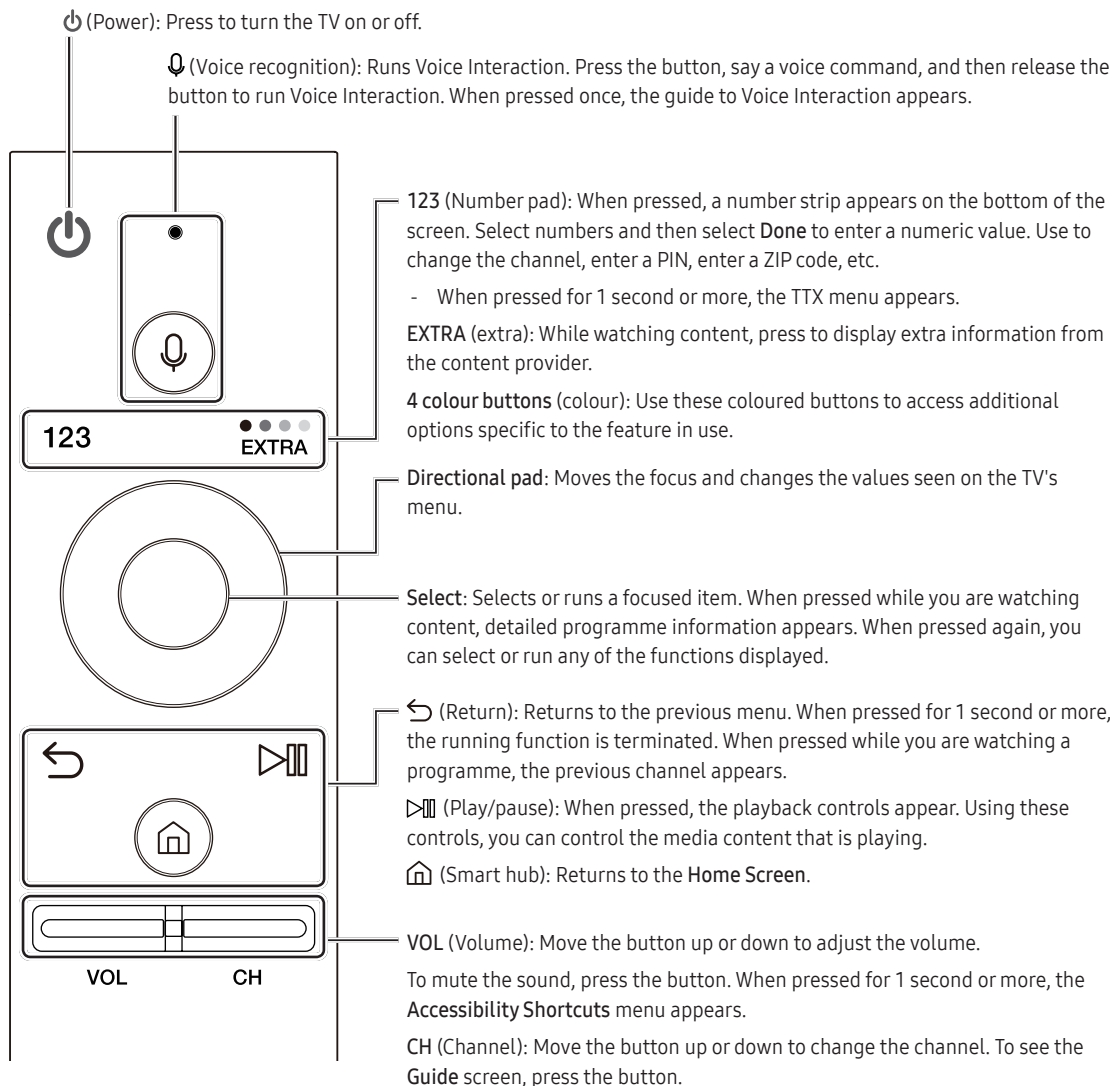 (Power): Press to turn the TV on or off.
(Voice recognition): Runs Voice Interaction. Press the button, say a voice command, and then release the
button to run Voice Interaction. When pressed once, the guide to Voice Interaction appears.
123 (Number pad): When pressed, a number strip appears on the bottom of the
screen. Select numbers and then select Done to enter a numeric value. Use to
change the channel, enter a PIN, enter a ZIP code, etc.
- When pressed for 1 second or more, the TTX menu appears.
EXTRA (extra): While watching content, press to display extra information from
the content provider.
4 colour buttons (colour): Use these coloured buttons to access additional
options specific to the feature in use.
123
EXTRA
Directional pad: Moves the focus and changes the values seen on the TV's
menu.
Select: Selects or runs a focused item. When pressed while you are watching
content, detailed programme information appears. When pressed again, you
can select or run any of the functions displayed.
(Return): Returns to the previous menu. When pressed for 1 second or more,
the running function is terminated. When pressed while you are watching a
programme, the previous channel appears.
(Play/pause): When pressed, the playback controls appear. Using these
controls, you can control the media content that is playing.
(Smart hub): Returns to the Home Screen.
VOL (Volume): Move the button up or down to adjust the volume.
To mute the sound, press the button. When pressed for 1 second or more, the
Accessibility Shortcuts menu appears.
CH (Channel): Move the button up or down to change the channel. To see the
Guide screen, press the button.
VOL CH